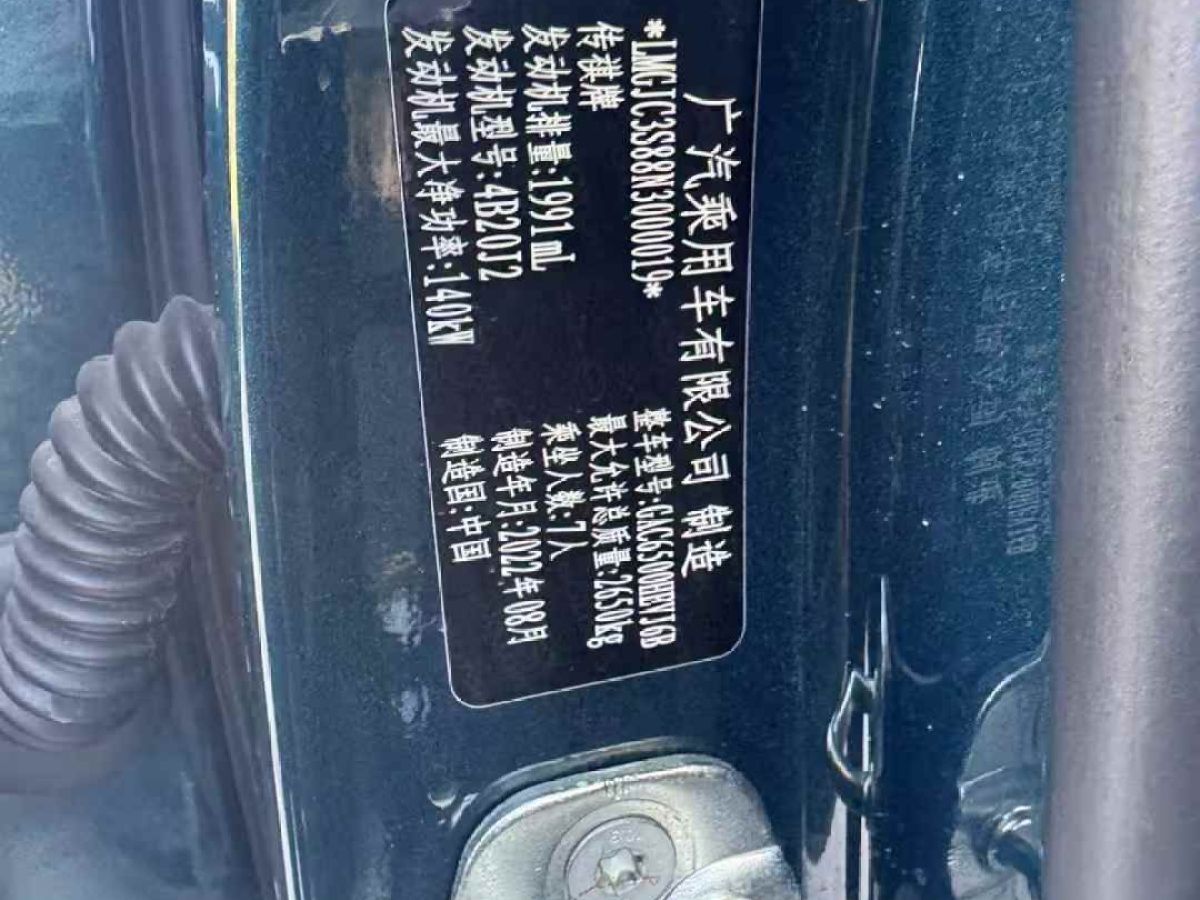 广汽乘用车有限公司 制造
*LMGJC3S88N3000019*
整车型号:GAC6500HEVJ6B
传祺牌
最大允许总质量:2650kg
发动机排量:1991mL
乘坐人数:7人
发动机型号:4B20J2
制造年月:2022年08月
发动机最大净功率:140kW
制造国:中国